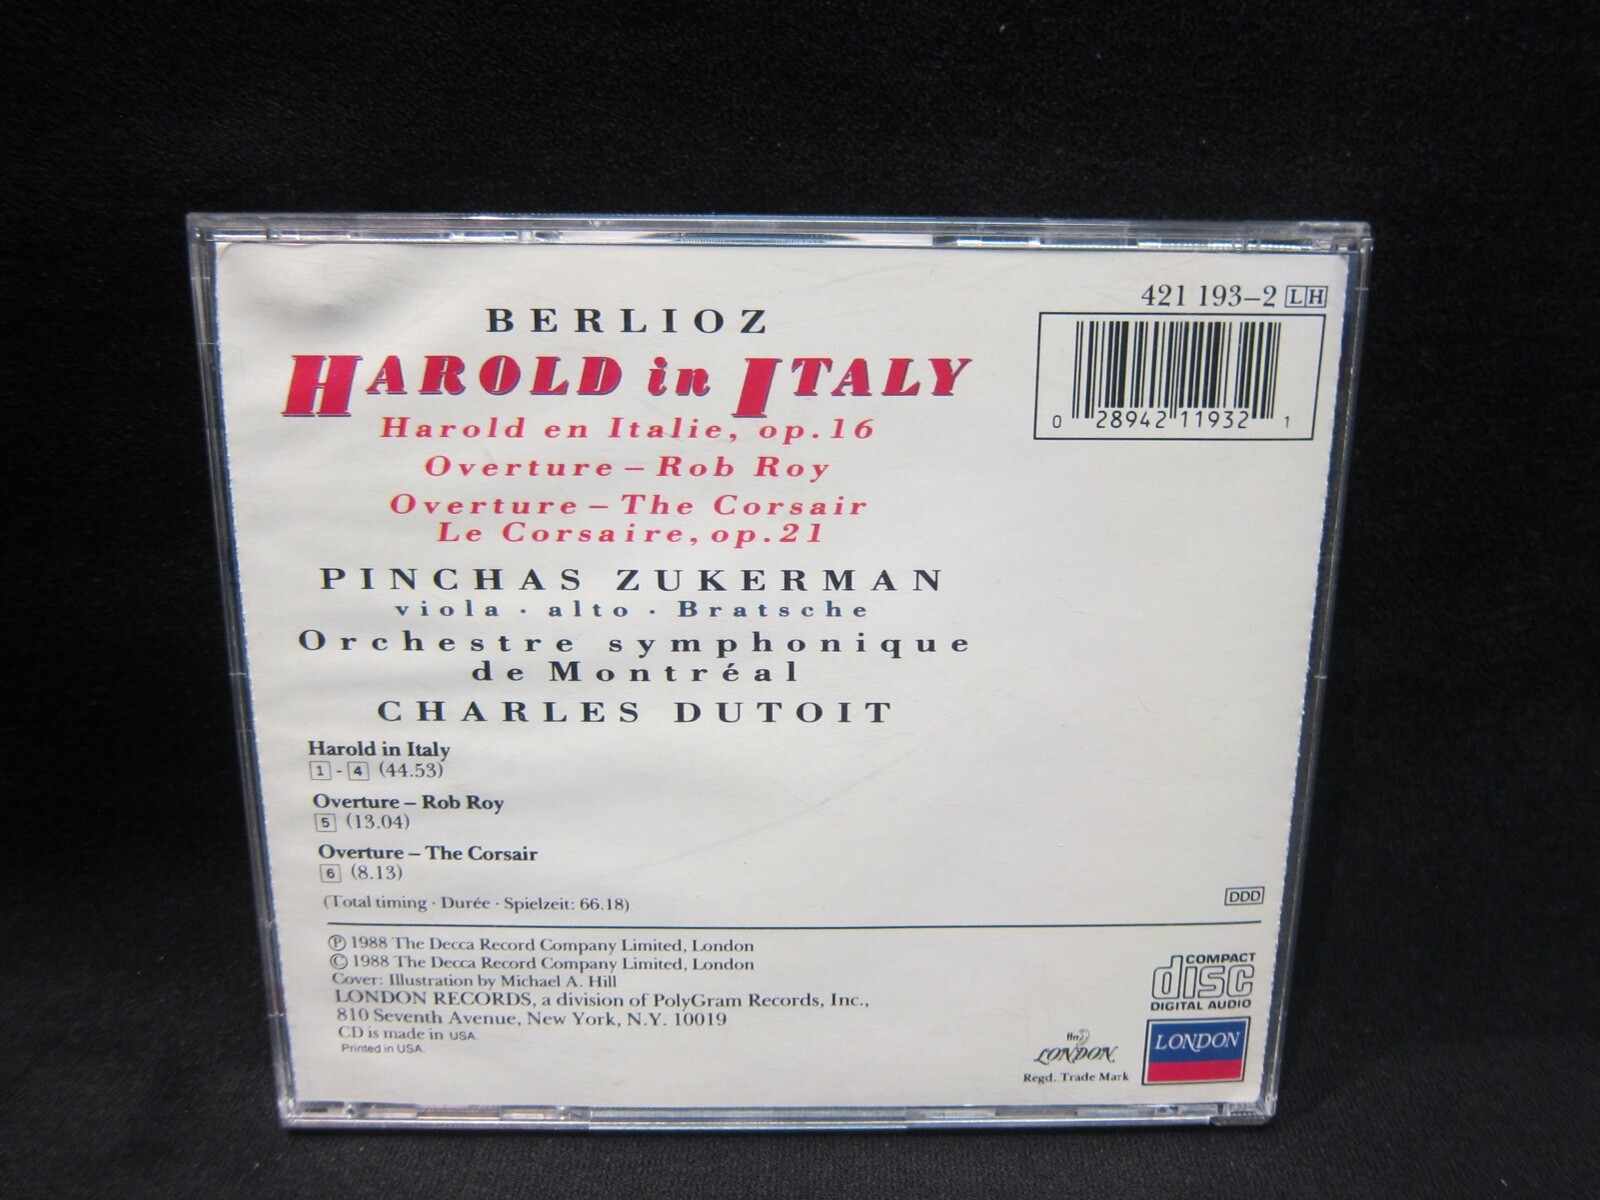 421 193-2 LH
0 28942 11932 1
BERLIOZ
HAROLD in ITALY
Harold en Italie, op.16
Overture – Rob Roy
Overture – The Corsair
Le Corsaire, op.21
PINCHAS ZUKERMAN
viola · alto · Bratsche
Orchestre symphonique
de Montréal
CHARLES DUTOIT
Harold in Italy
1 - 4 (44.53)
Overture – Rob Roy
5 (13.04)
Overture – The Corsair
6 (8.13)
(Total timing · Durée · Spielzeit: 66.18)
DDD
Ⓟ 1988 The Decca Record Company Limited, London
© 1988 The Decca Record Company Limited, London
Cover: Illustration by Michael A. Hill
LONDON RECORDS, a division of PolyGram Records, Inc.,
810 Seventh Avenue, New York, N.Y. 10019
CD is made in USA.
Printed in USA.
COMPACT
disc
DIGITAL AUDIO
ffrr
LONDON
Regd. Trade Mark
LONDON